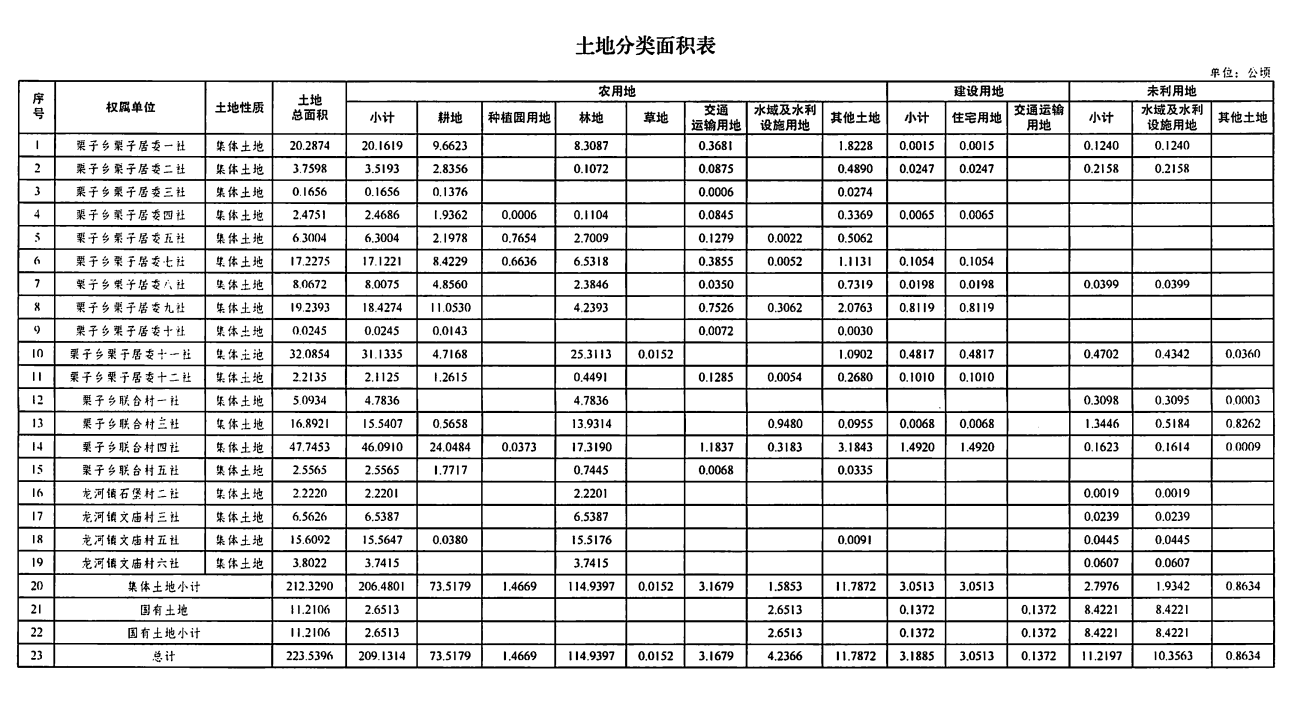 土地分类面积表
单位：公顷
序号 权属单位 土地性质 土地总面积 农用地 建设用地 未利用地
小计 耕地 种植园用地 林地 草地 交通运输用地 水域及水利设施用地 其他土地 小计 住宅用地 交通运输用地 小计 水域及水利设施用地 其他土地
1 栗子乡栗子居委一社 集体土地 20.2874 20.1619 9.6623 8.3087 0.3681 1.8228 0.0015 0.0015 0.1240 0.1240
2 栗子乡栗子居委二社 集体土地 3.7598 3.5193 2.8356 0.1072 0.0875 0.4890 0.0247 0.0247 0.2158 0.2158
3 栗子乡栗子居委三社 集体土地 0.1656 0.1656 0.1376 0.0006 0.0274
4 栗子乡栗子居委四社 集体土地 2.4751 2.4686 1.9362 0.0006 0.1104 0.0845 0.3369 0.0065 0.0065
5 栗子乡栗子居委五社 集体土地 6.3004 6.3004 2.1978 0.7654 2.7009 0.1279 0.0022 0.5062
6 栗子乡栗子居委七社 集体土地 17.2275 17.1221 8.4229 0.6636 6.5318 0.3855 0.0052 1.1131 0.1054 0.1054
7 栗子乡栗子居委八社 集体土地 8.0672 8.0075 4.8560 2.3846 0.0350 0.7319 0.0198 0.0198 0.0399 0.0399
8 栗子乡栗子居委九社 集体土地 19.2393 18.4274 11.0530 4.2393 0.7526 0.3062 2.0763 0.8119 0.8119
9 栗子乡栗子居委十社 集体土地 0.0245 0.0245 0.0143 0.0072 0.0030
10 栗子乡栗子居委十一社 集体土地 32.0854 31.1335 4.7168 25.3113 0.0152 1.0902 0.4817 0.4817 0.4702 0.4342 0.0360
11 栗子乡栗子居委十二社 集体土地 2.2135 2.1125 1.2615 0.4491 0.1285 0.0054 0.2680 0.1010 0.1010
12 栗子乡联合村一社 集体土地 5.0934 4.7836 4.7836 0.3098 0.3095 0.0003
13 栗子乡联合村三社 集体土地 16.8921 15.5407 0.5658 13.9314 0.9480 0.0955 0.0068 0.0068 1.3446 0.5184 0.8262
14 栗子乡联合村四社 集体土地 47.7453 46.0910 24.0484 0.0373 17.3190 1.1837 0.3183 3.1843 1.4920 1.4920 0.1623 0.1614 0.0009
15 栗子乡联合村五社 集体土地 2.5565 2.5565 1.7717 0.7445 0.0068 0.0335
16 龙河镇石堡村二社 集体土地 2.2220 2.2201 2.2201 0.0019 0.0019
17 龙河镇文庙村三社 集体土地 6.5626 6.5387 6.5387 0.0239 0.0239
18 龙河镇文庙村五社 集体土地 15.6092 15.5647 0.0380 15.5176 0.0091 0.0445 0.0445
19 龙河镇文庙村六社 集体土地 3.8022 3.7415 3.7415 0.0607 0.0607
20 集体土地小计 212.3290 206.4801 73.5179 1.4669 114.9397 0.0152 3.1679 1.5853 11.7872 3.0513 3.0513 2.7976 1.9342 0.8634
21 国有土地 11.2106 2.6513 2.6513 0.1372 0.1372 8.4221 8.4221
22 国有土地小计 11.2106 2.6513 2.6513 0.1372 0.1372 8.4221 8.4221
23 总计 223.5396 209.1314 73.5179 1.4669 114.9397 0.0152 3.1679 4.2366 11.7872 3.1885 3.0513 0.1372 11.2197 10.3563 0.8634